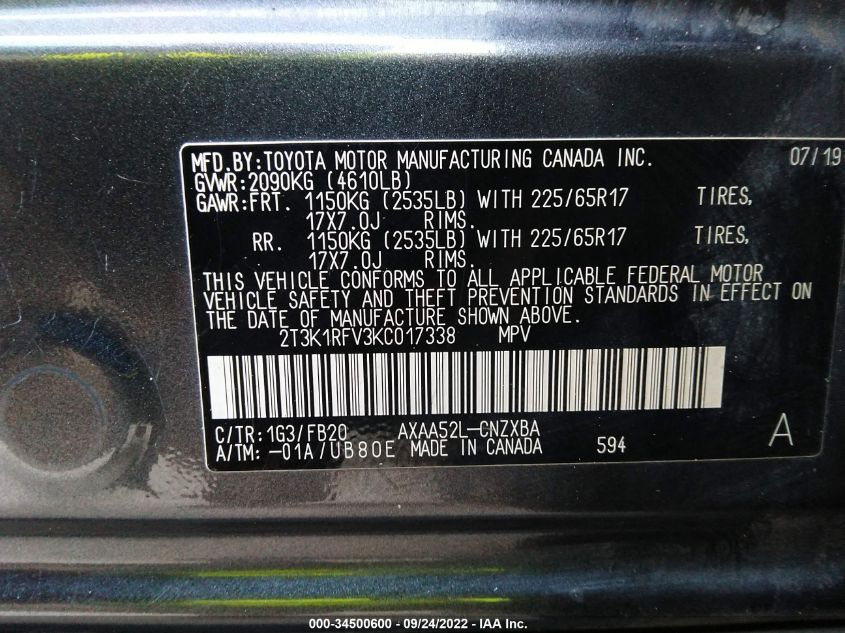 MFD.BY:TOYOTA MOTOR MANUFACTURING CANADA INC. 07/19
GVWR:2090KG (4610LB)
GAWR:FRT. 1150KG (2535LB) WITH 225/65R17 TIRES,
17X7.0J RIMS.
RR. 1150KG (2535LB) WITH 225/65R17 TIRES,
17X7.0J RIMS.
THIS VEHICLE CONFORMS TO ALL APPLICABLE FEDERAL MOTOR
VEHICLE SAFETY AND THEFT PREVENTION STANDARDS IN EFFECT ON
THE DATE OF MANUFACTURE SHOWN ABOVE.
2T3K1RFV3KC017338 MPV
C/TR:1G3/FB20 AXAA52L-CNZXBA A
A/TM:-01A/UB80E MADE IN CANADA 594
000-34500600 - 09/24/2022 - IAA Inc.